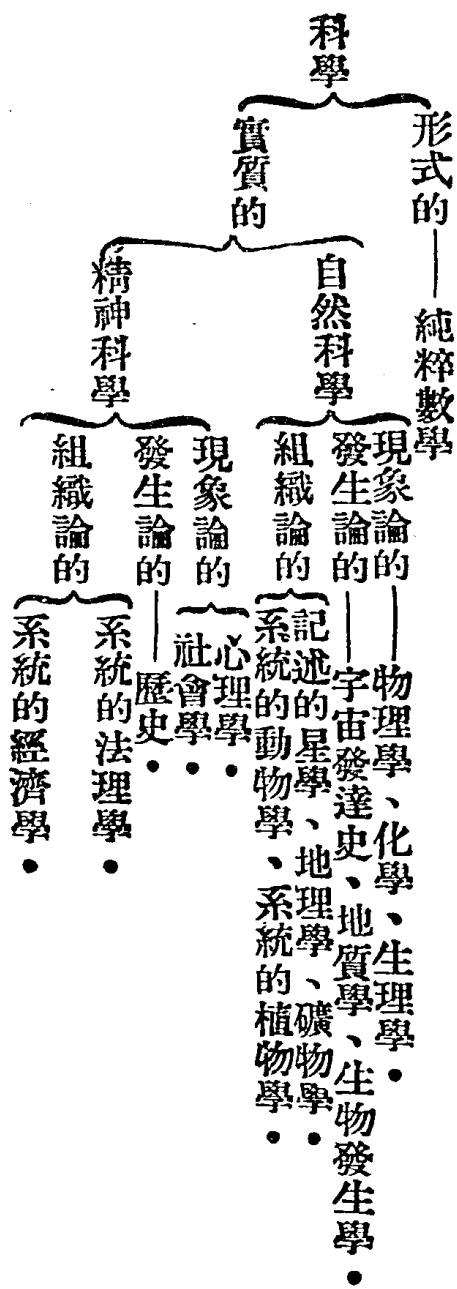 科學
形式的——純粹數學
實質的
自然科學
現象論的——物理學、化學、生理學・
發生論的——宇宙發達史、地質學、生物發生學・
組織論的
記述的星學、地理學、礦物學・
系統的動物學、系統的植物學・
精神科學
現象論的
心理學・
社會學・
發生論的——歷史・
組織論的
系統的法理學・
系統的經濟學・